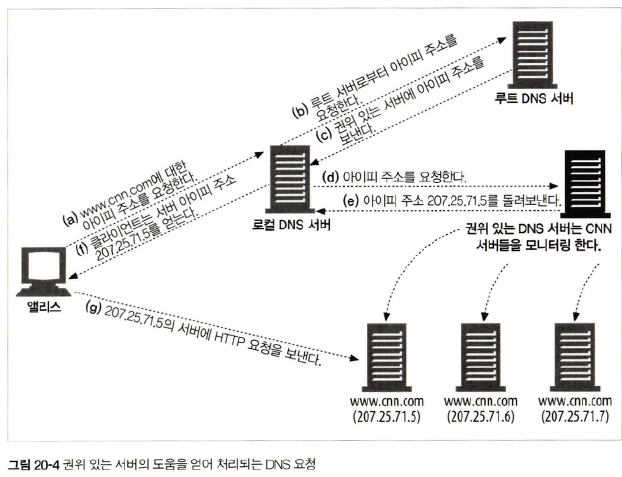 (b) 루트 서버로부터 아이피 주소를
요청한다.
(c) 권위 있는 서버에 아이피 주소를
보낸다.
루트 DNS 서버
(a) www.cnn.com에 대한
아이피 주소를 요청한다.
(f) 클라이언트는 서버 아이피 주소
207.25.71.5를 얻는다.
로컬 DNS 서버
(d) 아이피 주소를 요청한다.
(e) 아이피 주소 207.25.71.5를 돌려보낸다.
권위 있는 DNS 서버는 CNN
서버들을 모니터링 한다.
앨리스
(g) 207.25.71.5의 서버에 HTTP 요청을 보낸다.
www.cnn.com
(207.25.71.5)
www.cnn.com
(207.25.71.6)
www.cnn.com
(207.25.71.7)
그림 20-4 권위 있는 서버의 도움을 얻어 처리되는 DNS 요청